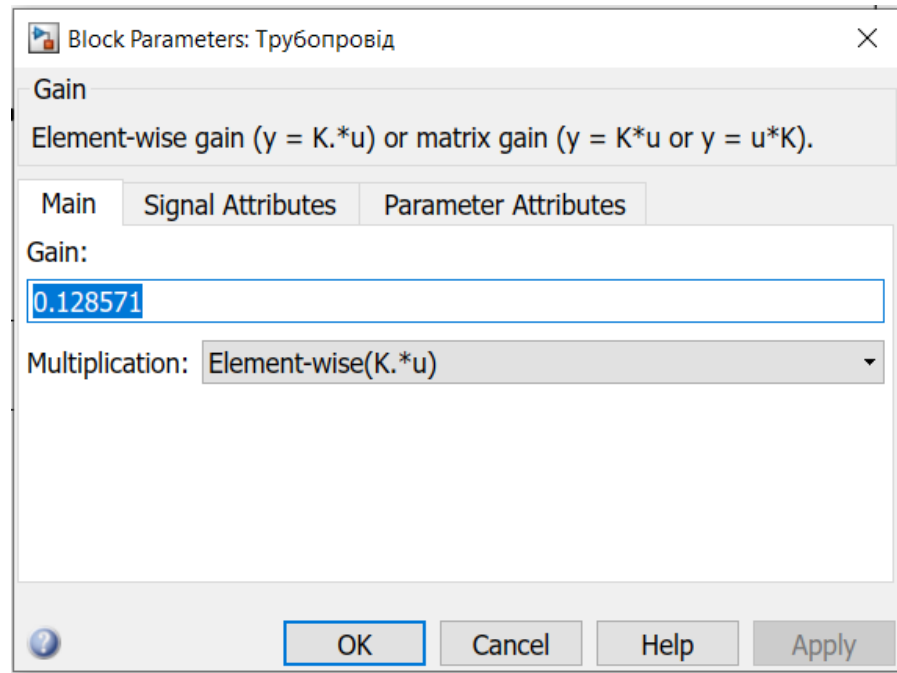 Block Parameters: Трубопровід
Gain
Element-wise gain (y = K.*u) or matrix gain (y = K*u or y = u*K).
Main Signal Attributes Parameter Attributes
Gain:
0.128571
Multiplication: Element-wise(K.*u)
? OK Cancel Help Apply